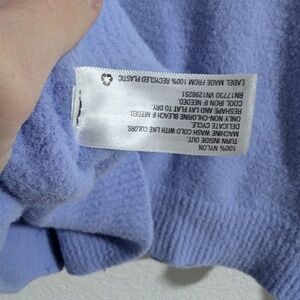 100% NYLON
TURN INSIDE OUT.
MACHINE WASH COLD WITH LIKE COLORS.
DELICATE CYCLE.
ONLY NON-CHLORINE BLEACH IF NEEDED.
RESHAPE AND LAY FLAT TO DRY.
COOL IRON IF NEEDED.
RN17730 VN1298251
LABEL MADE FROM 100% RECYCLED PLASTIC